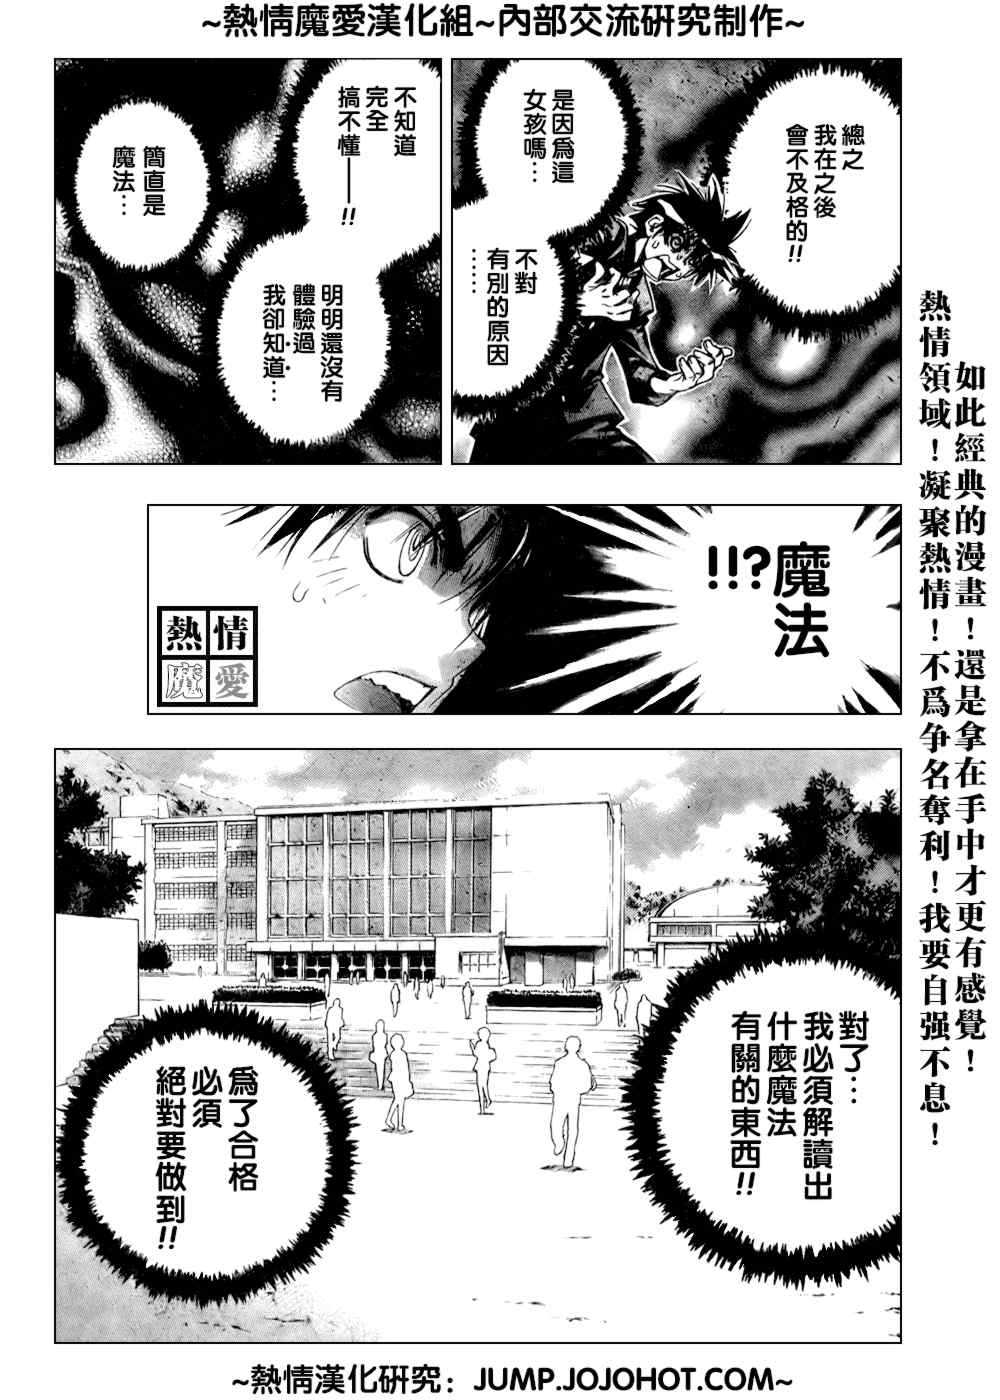 ~熱情魔愛漢化組~內部交流研究制作~
總之
我在之後
會不及格的!!
是因為這
女孩嗎…
不對
有別的原因
……
不知道
完全
搞不懂——!!
明明還沒有
體驗過
我卻知道…
簡直是
魔法…
魔法
!!?
熱情
魔愛
對了…
我必須解讀出
什麼魔法
有關的東西!!
為了合格
必須
絕對要做到!!
如此經典的漫畫！還是拿在手中才更有感覺！
熱情領域！凝聚熱情！不爲争名奪利！我要自强不息！
~熱情漢化研究：JUMP.JOJOHOT.COM~